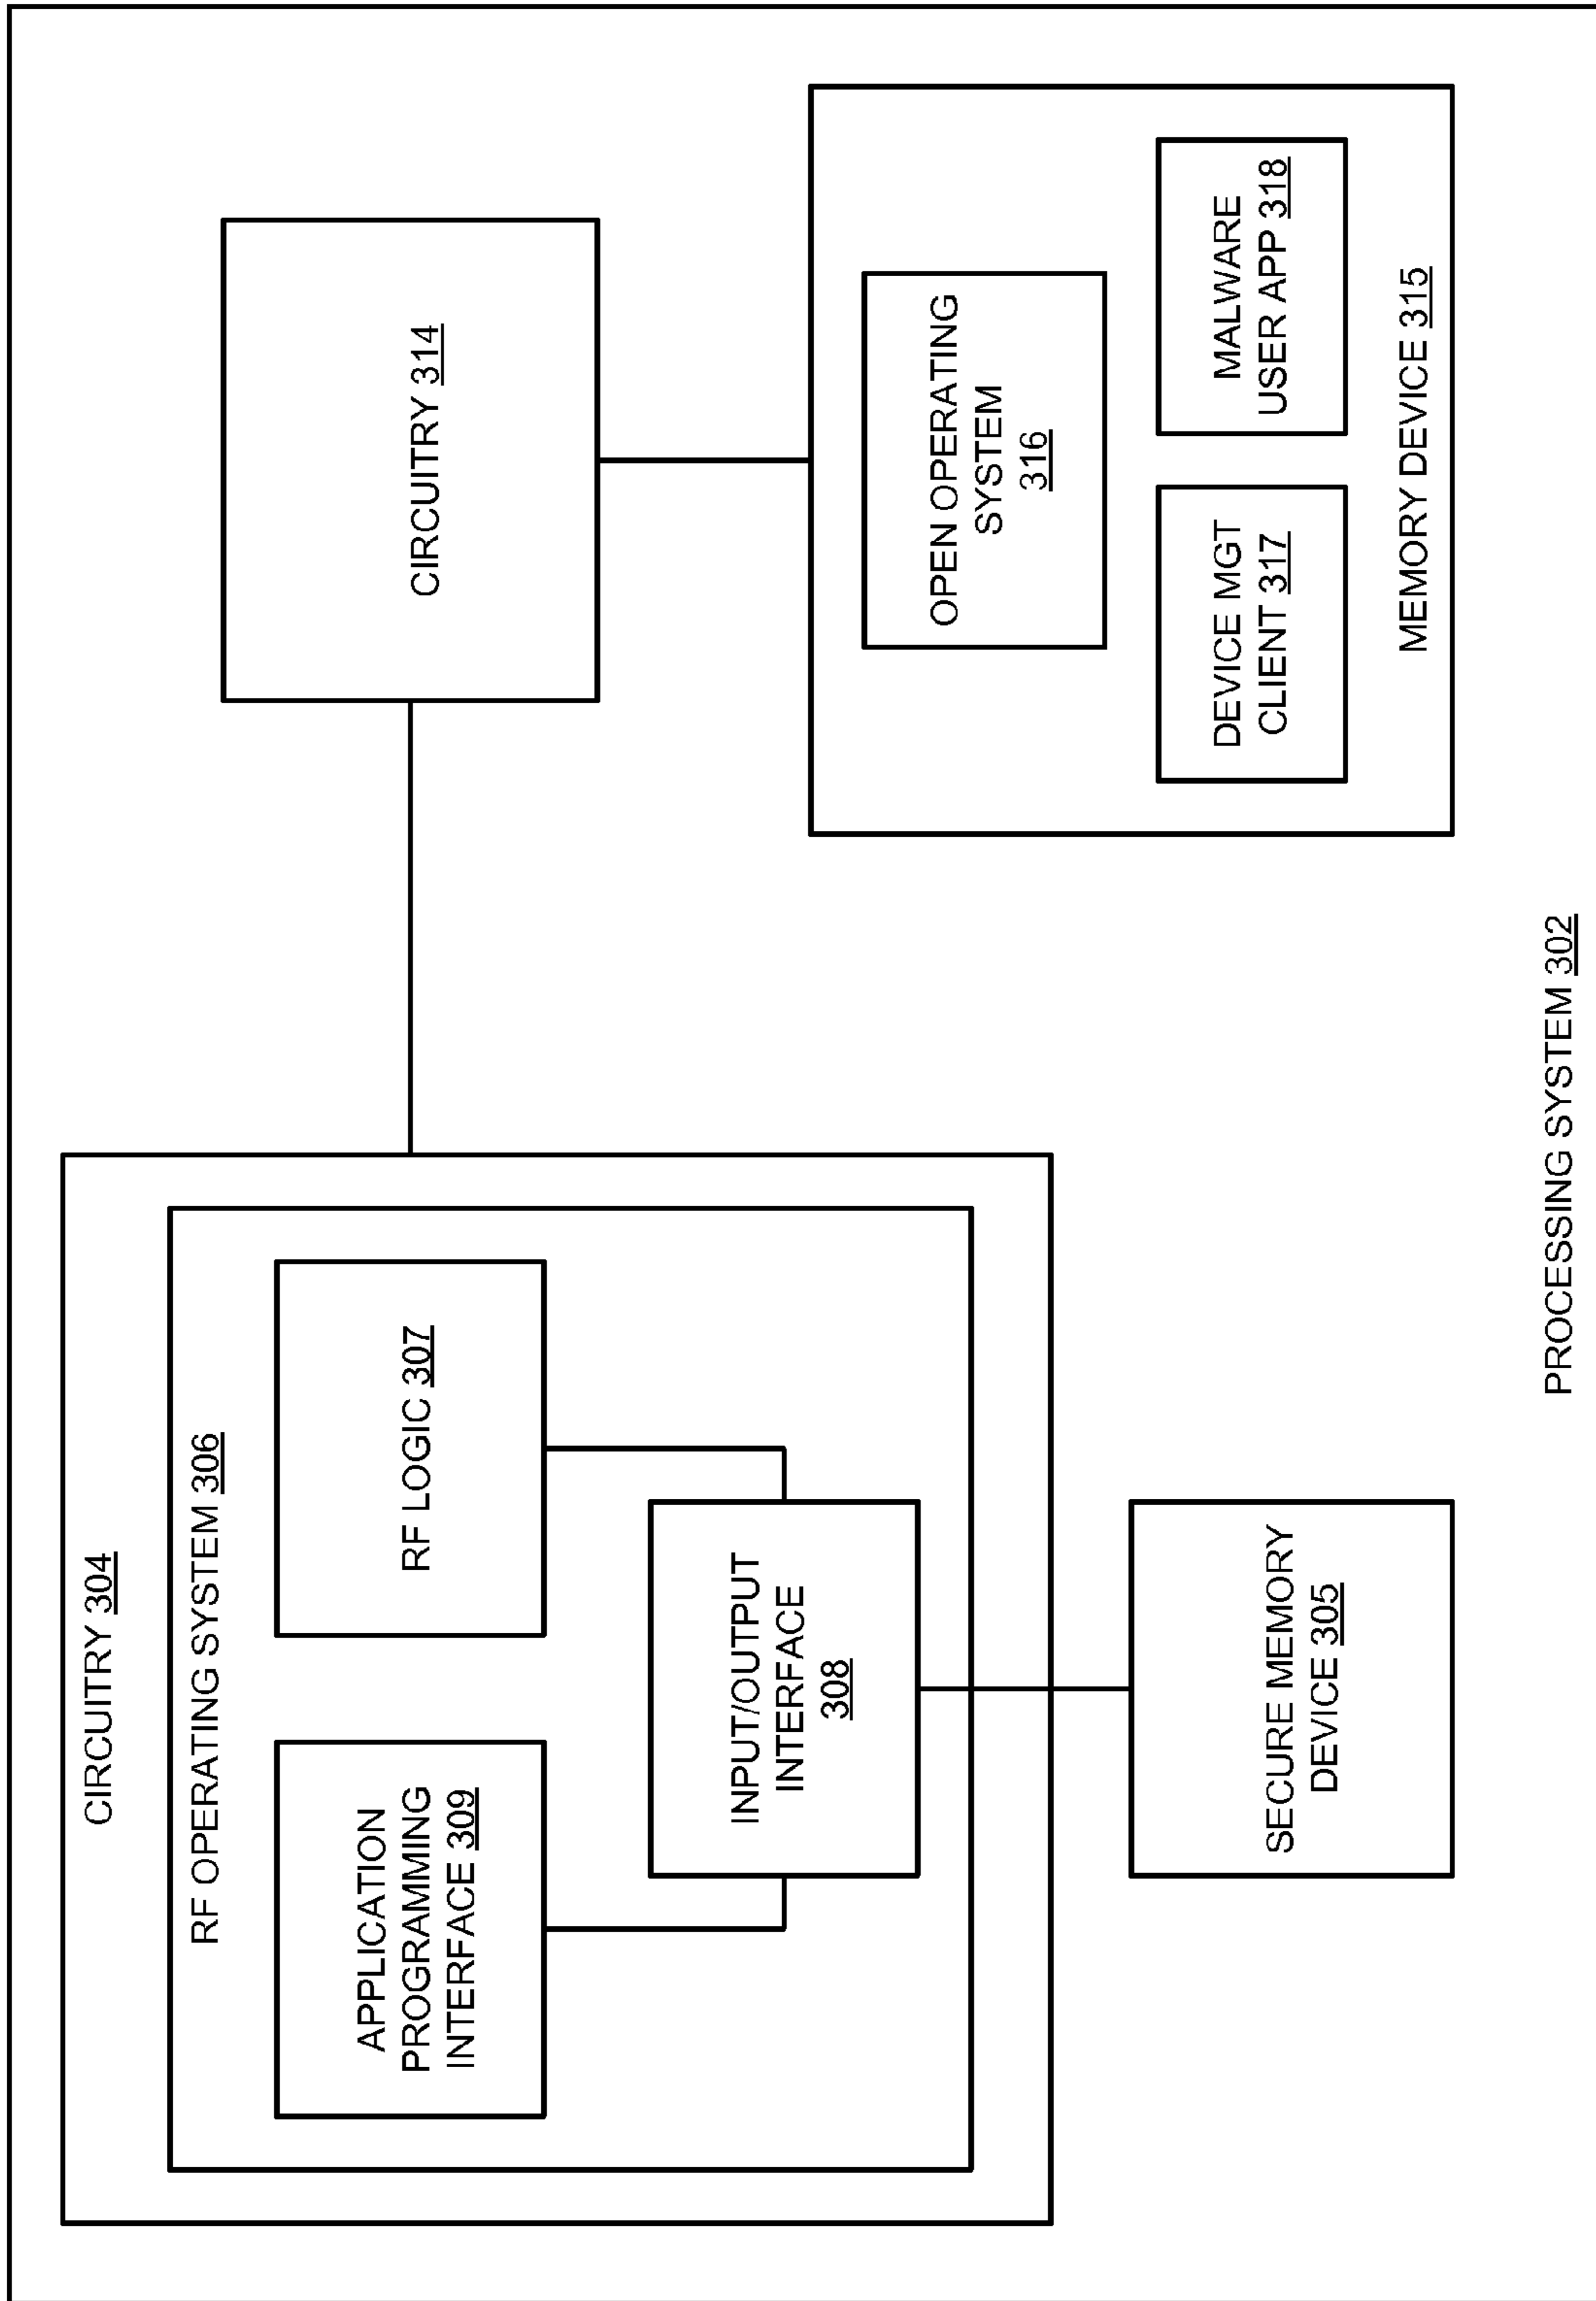 CIRCUITRY 304
RF OPERATING SYSTEM 306
APPLICATION
PROGRAMMING
INTERFACE 309
RF LOGIC 307
INPUT/OUTPUT
INTERFACE
308
SECURE MEMORY
DEVICE 305
CIRCUITRY 314
OPEN OPERATING
SYSTEM
316
DEVICE MGT
CLIENT 317
MALWARE
USER APP 318
MEMORY DEVICE 315
PROCESSING SYSTEM 302